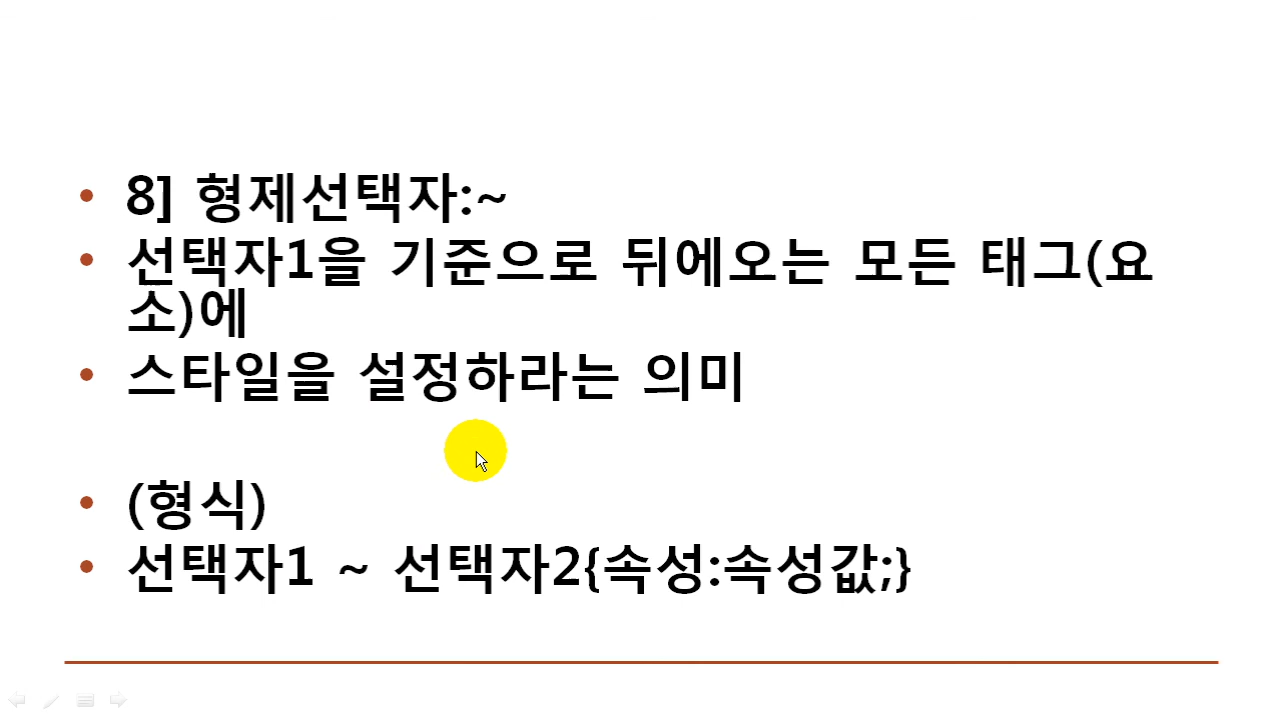 8] 형제선택자:~
선택자1을 기준으로 뒤에오는 모든 태그(요
소)에
스타일을 설정하라는 의미
(형식)
선택자1 ~ 선택자2{속성:속성값;}